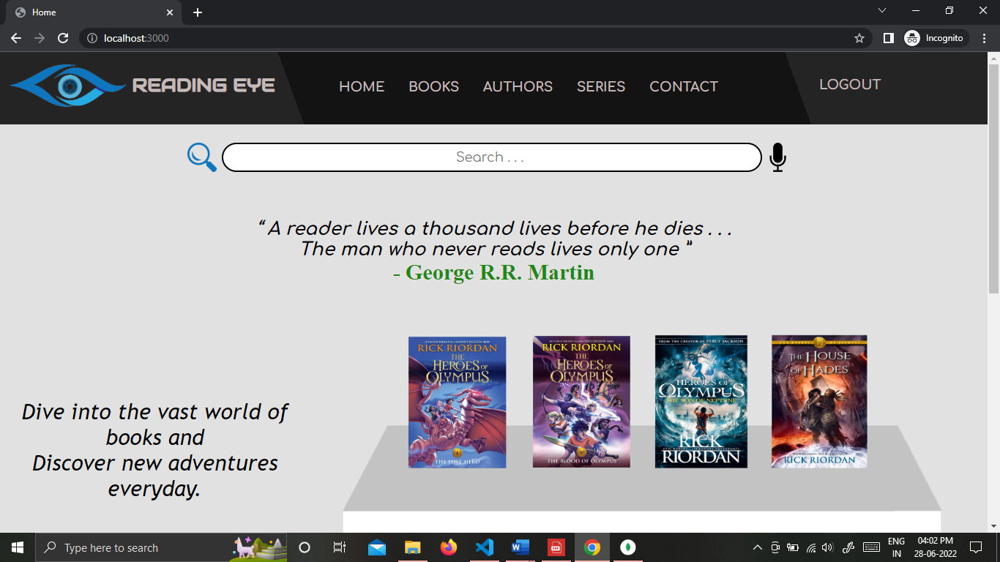 Home
localhost:3000
Incognito
READING EYE
HOME BOOKS AUTHORS SERIES CONTACT
LOGOUT
Search . . .
“ A reader lives a thousand lives before he dies . . .
The man who never reads lives only one ”
- George R.R. Martin
Dive into the vast world of
books and
Discover new adventures
everyday.
RICK RIORDAN
THE
HEROES OF
OLYMPUS
THE LOST HERO
RICK RIORDAN
THE
HEROES OF
OLYMPUS
THE BLOOD OF OLYMPUS
FROM THE CREATOR OF PERCY JACKSON
HEROES OF
OLYMPUS
THE SON OF NEPTUNE
RICK
RIORDAN
THE HOUSE
OF HADES
RICK RIORDAN
Type here to search
ENG
IN
04:02 PM
28-06-2022